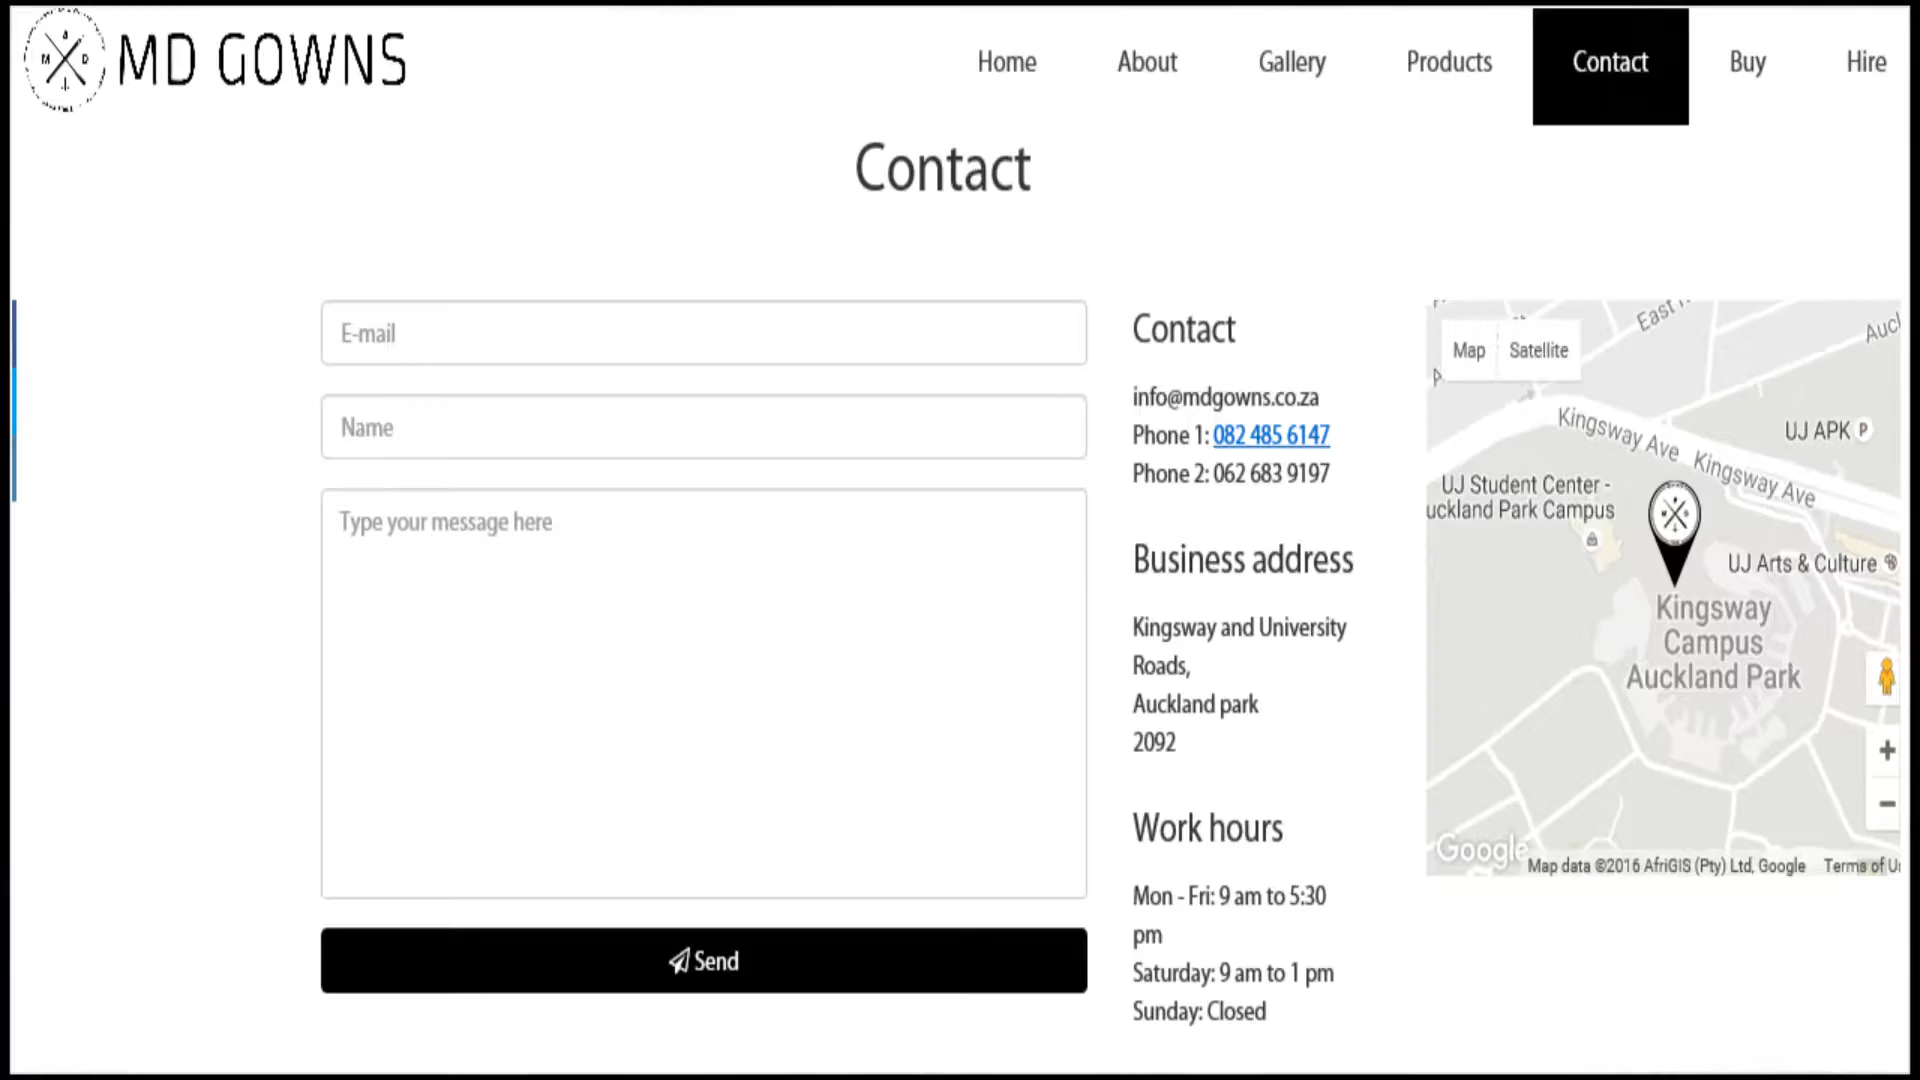 MD GOWNS
Home About Gallery Products Contact Buy Hire
Contact
E-mail
Name
Type your message here
Send
Contact
info@mdgowns.co.za
Phone 1: 082 485 6147
Phone 2: 062 683 9197
Business address
Kingsway and University
Roads,
Auckland park
2092
Work hours
Mon - Fri: 9 am to 5:30
pm
Saturday: 9 am to 1 pm
Sunday: Closed
Map Satellite
East
Kingsway Ave Kingsway Ave
UJ APK P
UJ Student Center -
uckland Park Campus
UJ Arts & Culture
Kingsway
Campus
Auckland Park
Google
Map data ©2016 AfriGIS (Pty) Ltd, Google Terms of